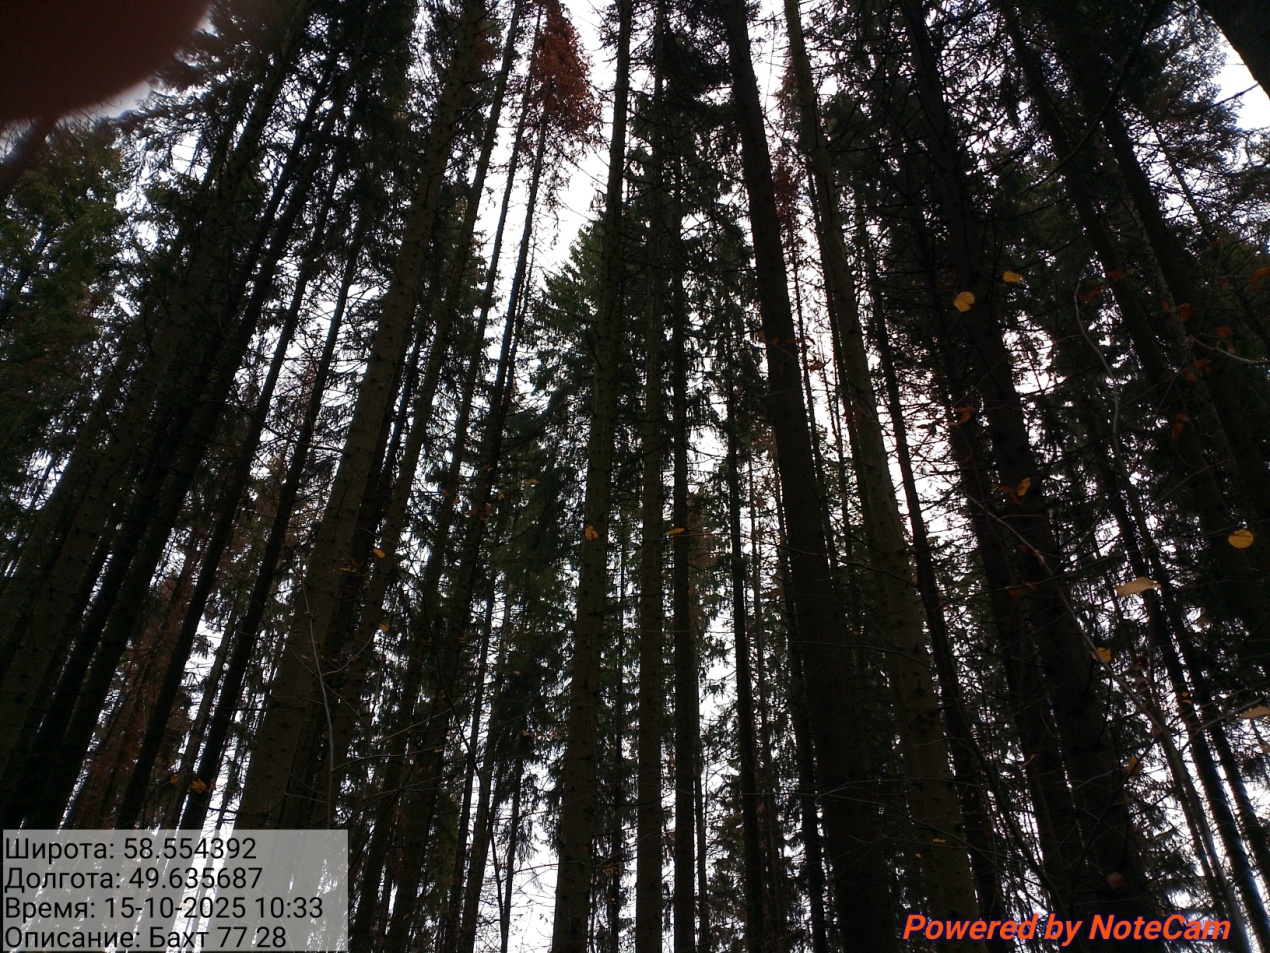 Широта: 58.554392
Долгота: 49.635687
Время: 15-10-2025 10:33
Описание: Бахт 77 28
Powered by NoteCam